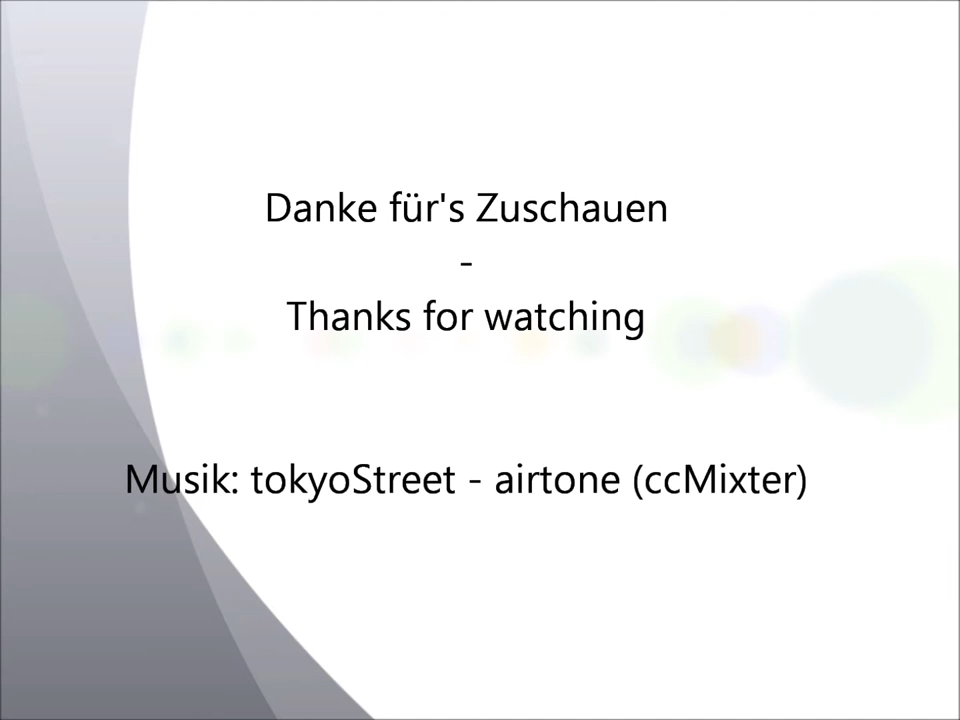 Danke für's Zuschauen
-
Thanks for watching
Musik: tokyoStreet - airtone (ccMixter)